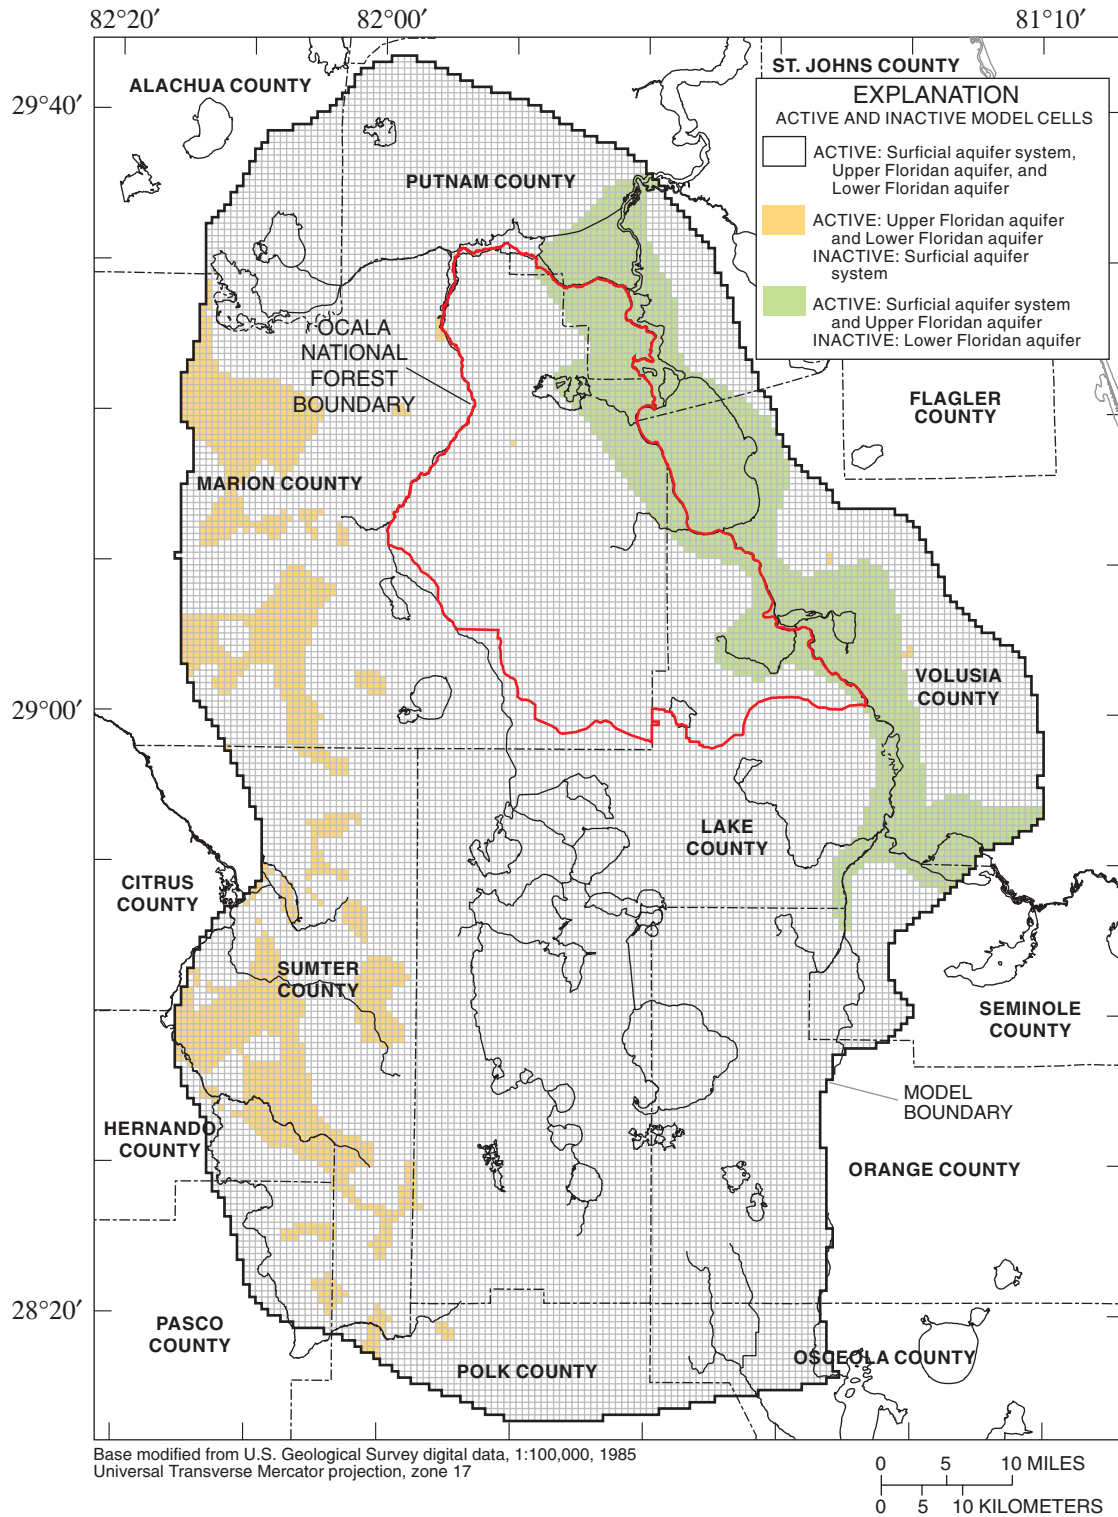 82°20′ 82°00′ 81°10′
ST. JOHNS COUNTY
ALACHUA COUNTY
29°40′
EXPLANATION
ACTIVE AND INACTIVE MODEL CELLS
ACTIVE: Surficial aquifer system,
Upper Floridan aquifer, and
Lower Floridan aquifer
ACTIVE: Upper Floridan aquifer
and Lower Floridan aquifer
INACTIVE: Surficial aquifer
system
ACTIVE: Surficial aquifer system
and Upper Floridan aquifer
INACTIVE: Lower Floridan aquifer
PUTNAM COUNTY
OCALA
NATIONAL
FOREST
BOUNDARY
FLAGLER
COUNTY
MARION COUNTY
VOLUSIA
COUNTY
29°00′
LAKE
COUNTY
CITRUS
COUNTY
SUMTER
COUNTY
SEMINOLE
COUNTY
MODEL
BOUNDARY
HERNANDO
COUNTY
ORANGE COUNTY
28°20′
PASCO
COUNTY
OSCEOLA COUNTY
POLK COUNTY
Base modified from U.S. Geological Survey digital data, 1:100,000, 1985
Universal Transverse Mercator projection, zone 17
0 5 10 MILES
0 5 10 KILOMETERS